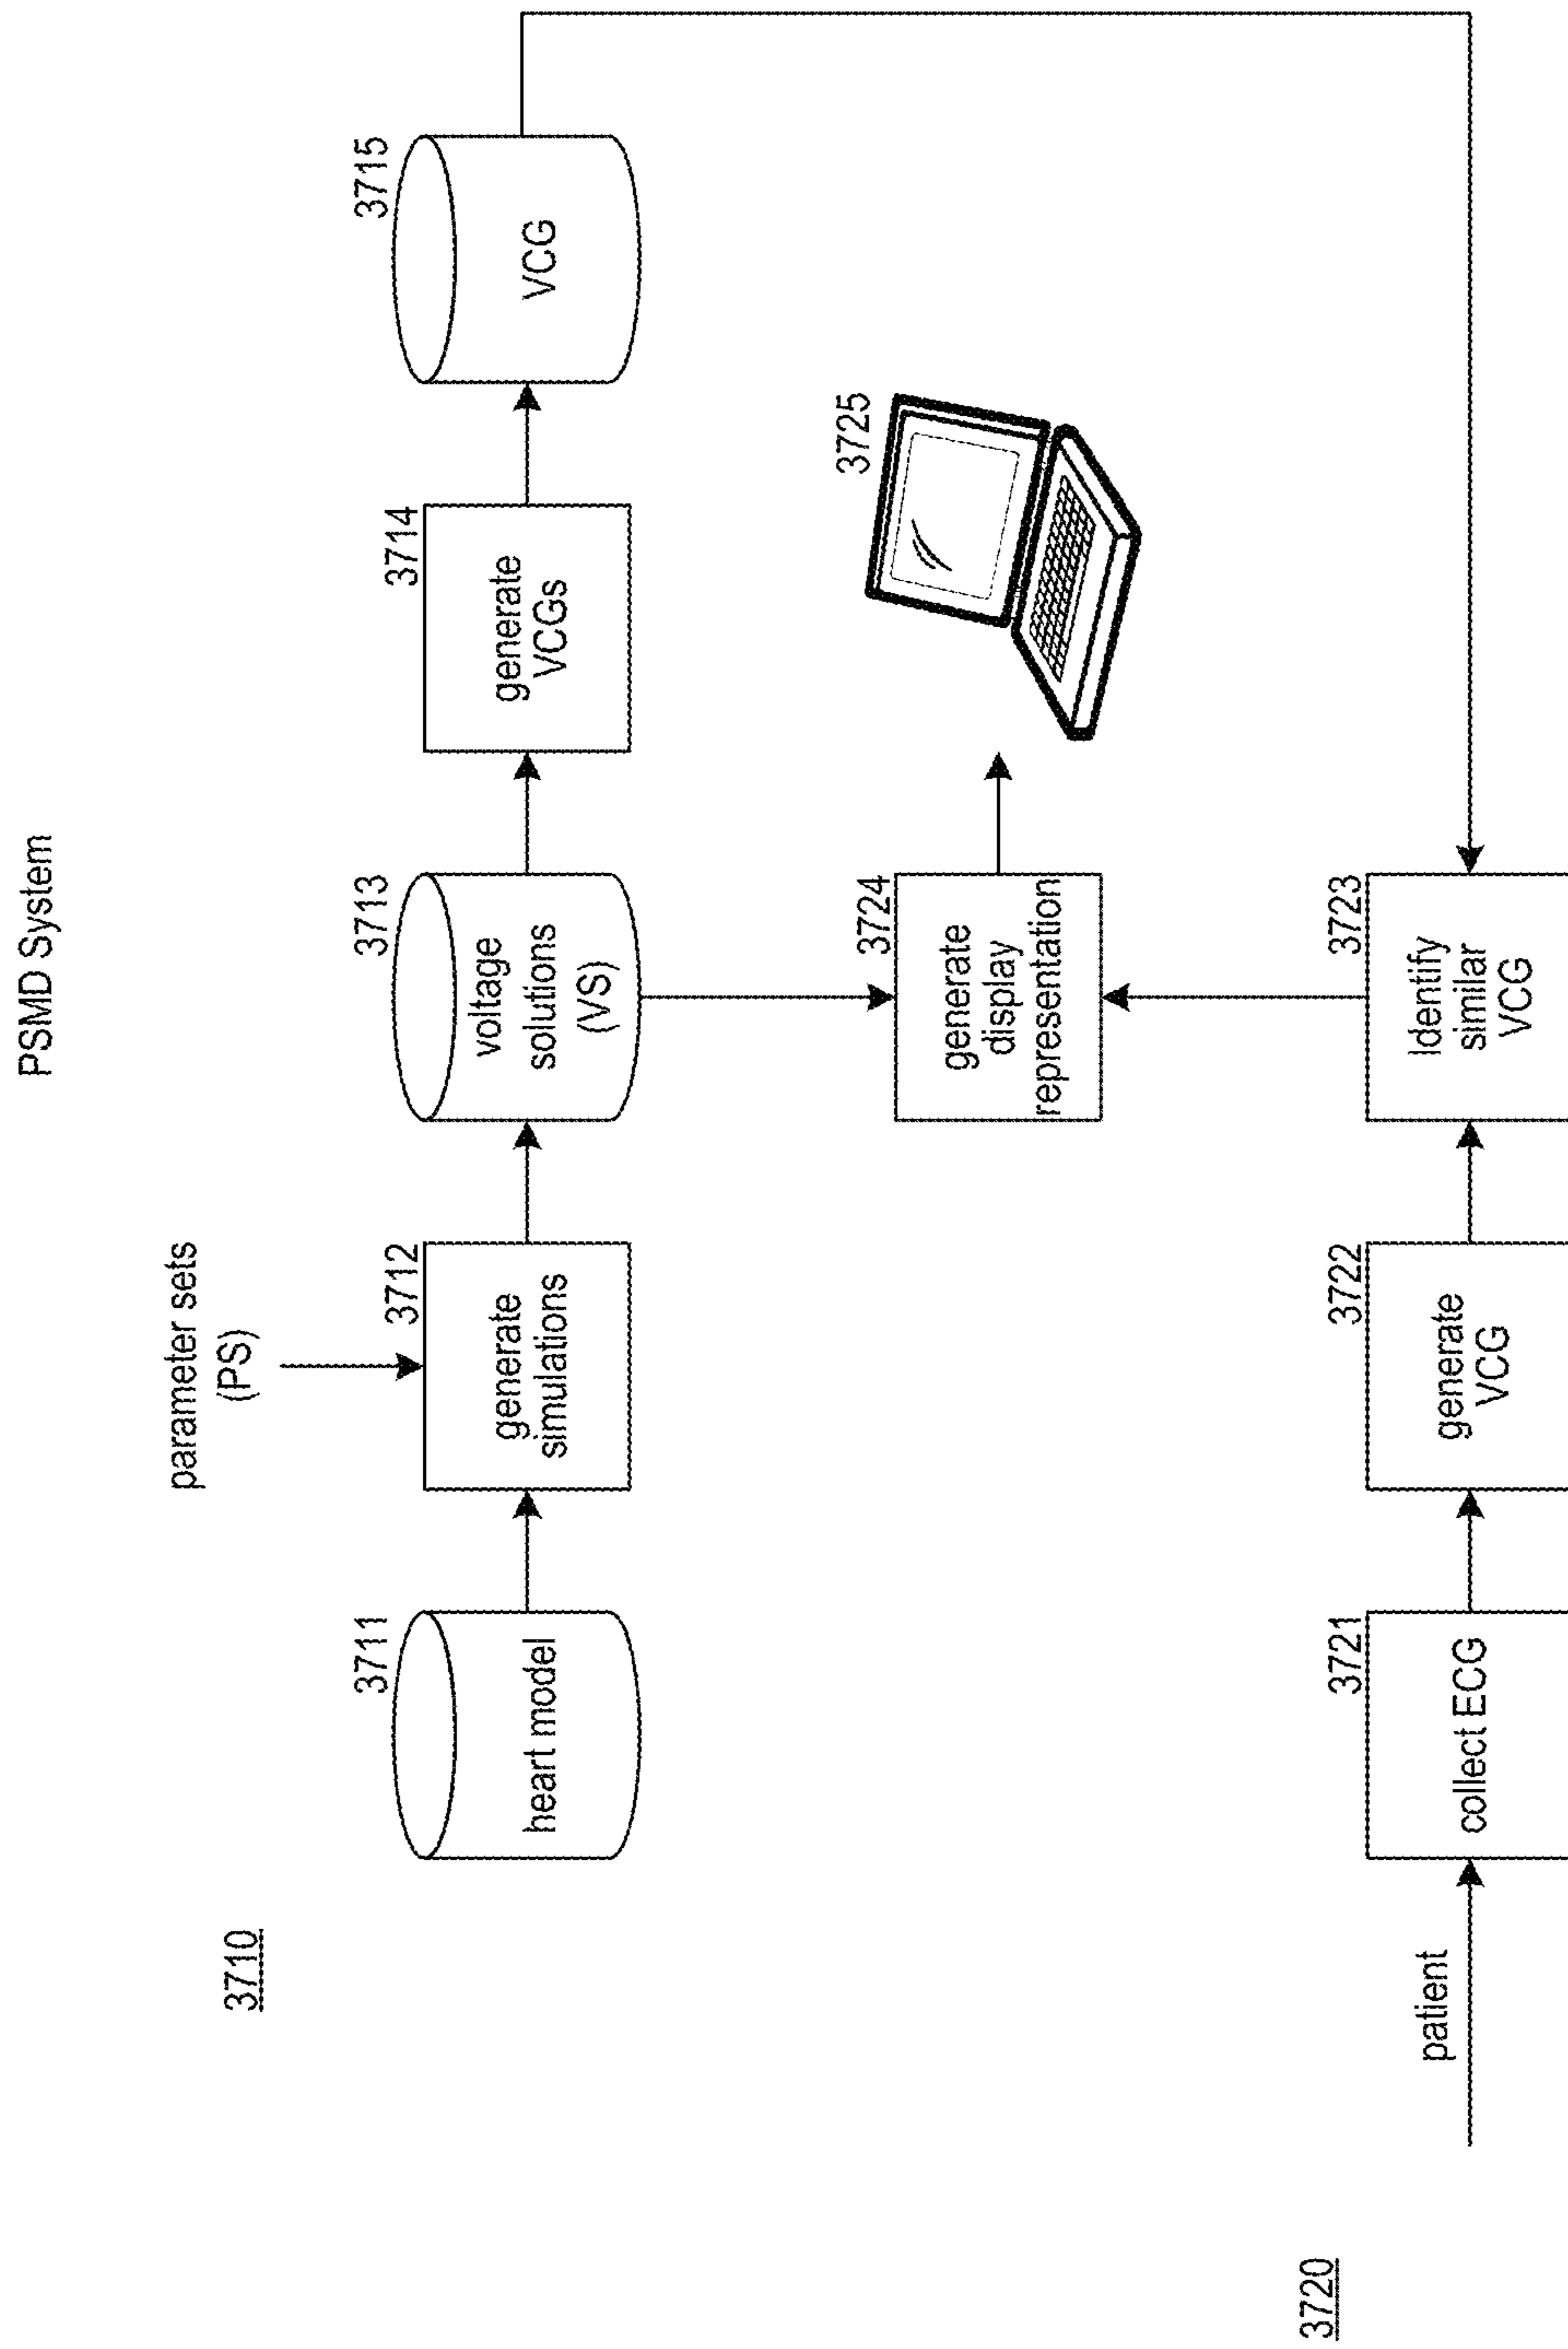 PSMD System
parameter sets
(PS)
3710
3711
heart model
3712
generate
simulations
3713
voltage
solutions
(VS)
3714
generate
VCGs
3715
VCG
3724
generate
display
representation
3725
3720
patient
3721
collect ECG
3722
generate
VCG
3723
Identify
similar
VCG